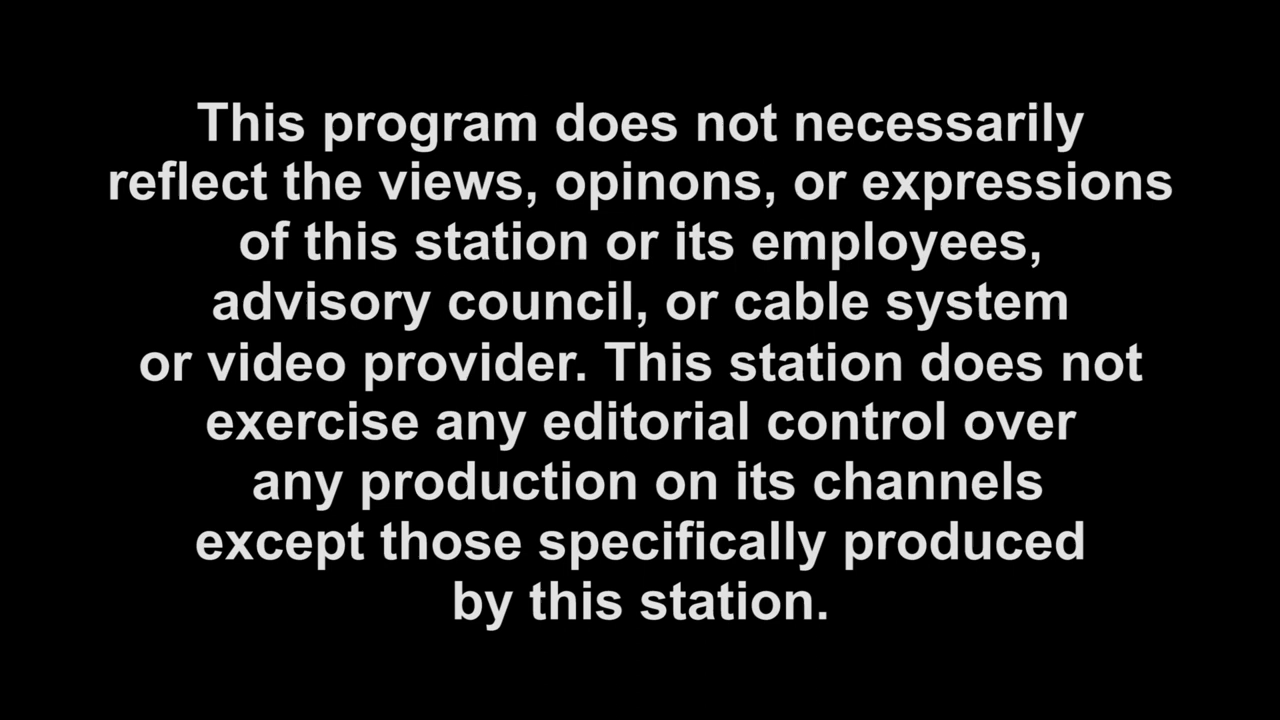 This program does not necessarily
reflect the views, opinons, or expressions
of this station or its employees,
advisory council, or cable system
or video provider. This station does not
exercise any editorial control over
any production on its channels
except those specifically produced
by this station.